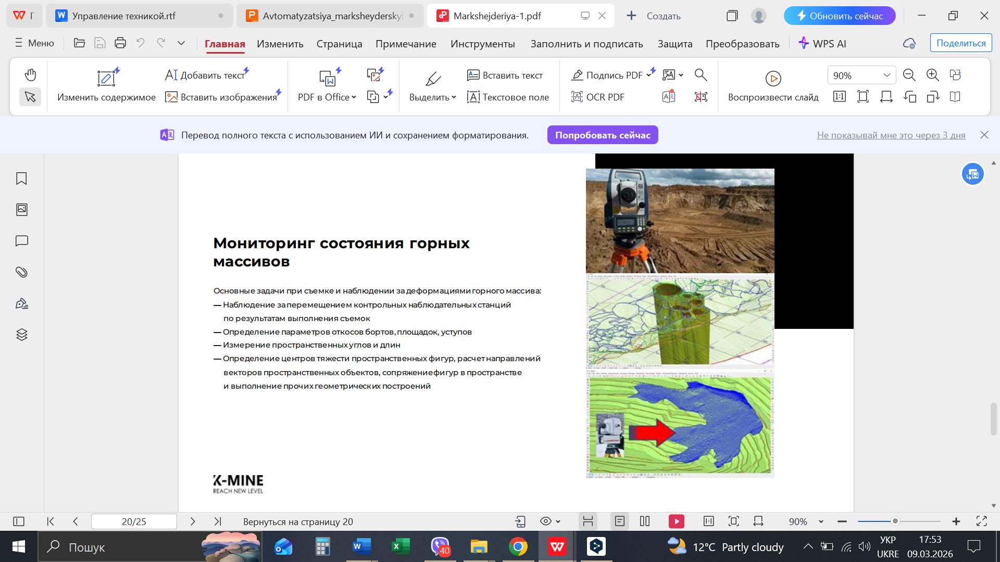 Управление техникой.rtf
Avtomatyzatsiya_marksheyderskyl
Markshejderiya-1.pdf
Создать
Обновить сейчас
Меню
Главная
Изменить
Страница
Примечание
Инструменты
Заполнить и подписать
Защита
Преобразовать
WPS AI
Поделиться
Изменить содержимое
Добавить текст
Вставить изображения
PDF в Office
Выделить
Вставить текст
Текстовое поле
Подпись PDF
OCR PDF
Воспроизвести слайд
90%
Перевод полного текста с использованием ИИ и сохранением форматирования.
Попробовать сейчас
Не показывай мне это через 3 дня
Мониторинг состояния горных
массивов
Основные задачи при съемке и наблюдении за деформациями горного массива:
— Наблюдение за перемещением контрольных наблюдательных станций
по результатам выполнения съемок
— Определение параметров откосов бортов, площадок, уступов
— Измерение пространственных углов и длин
— Определение центров тяжести пространственных фигур, расчет направлений
векторов пространственных объектов, сопряжение фигур в пространстве
и выполнение прочих геометрических построений
K-MINE
REACH NEW LEVEL
20/25
Вернуться на страницу 20
90%
Пошук
40
12°C Partly cloudy
УКР
UKRE
17:53
09.03.2026